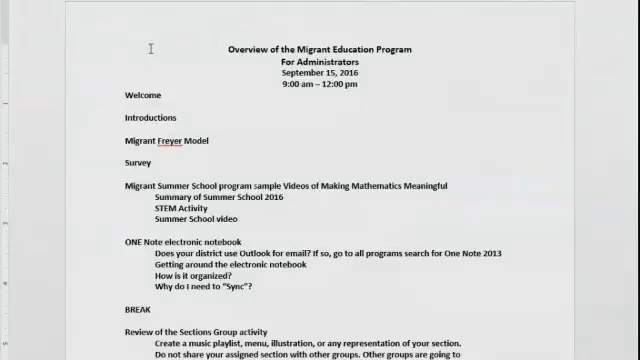 Overview of the Migrant Education Program
For Administrators
September 15, 2016
9:00 am – 12:00 pm
Welcome
Introductions
Migrant Freyer Model
Survey
Migrant Summer School program sample Videos of Making Mathematics Meaningful
Summary of Summer School 2016
STEM Activity
Summer School video
ONE Note electronic notebook
Does your district use Outlook for email? If so, go to all programs search for One Note 2013
Getting around the electronic notebook
How is it organized?
Why do I need to “Sync”?
BREAK
Review of the Sections Group activity
Create a music playlist, menu, illustration, or any representation of your section.
Do not share your assigned section with other groups. Other groups are going to